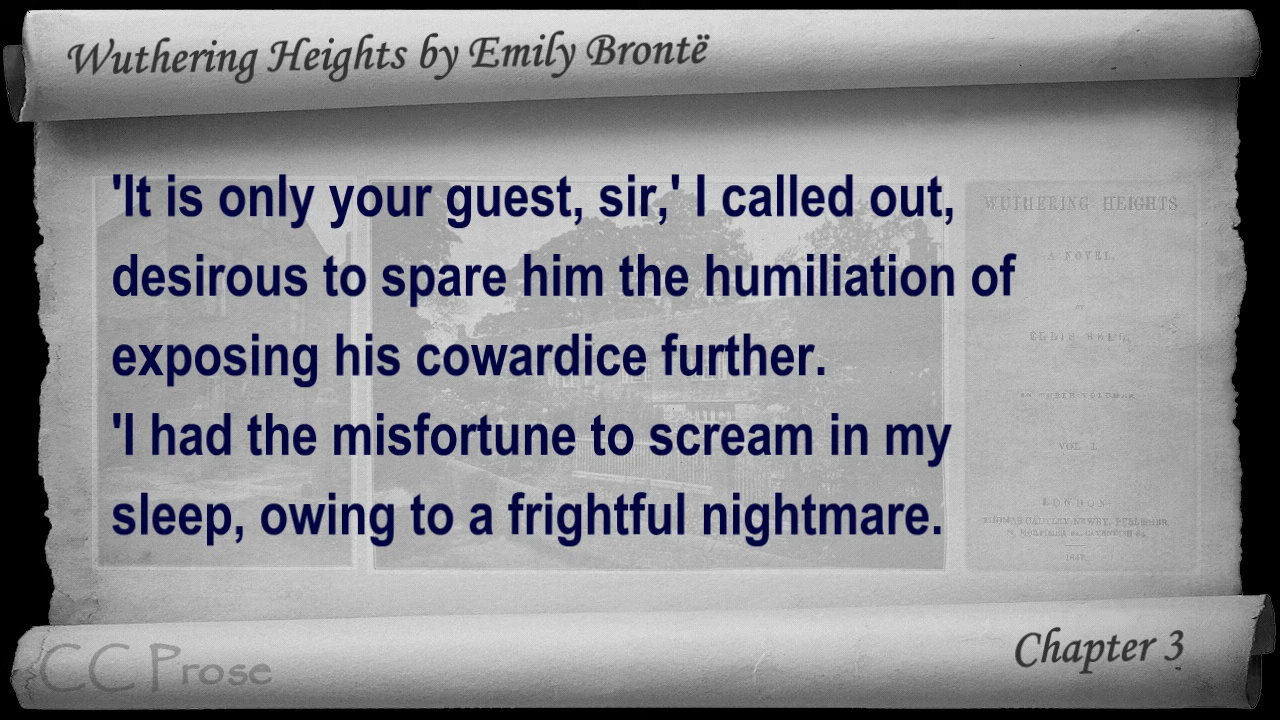 Wuthering Heights by Emily Brontë
'It is only your guest, sir,' I called out,
desirous to spare him the humiliation of
exposing his cowardice further.
'I had the misfortune to scream in my
sleep, owing to a frightful nightmare.
WUTHERING HEIGHTS
A NOVEL,
VOL. I.
LONDON:
1847.
Chapter 3
CC Prose